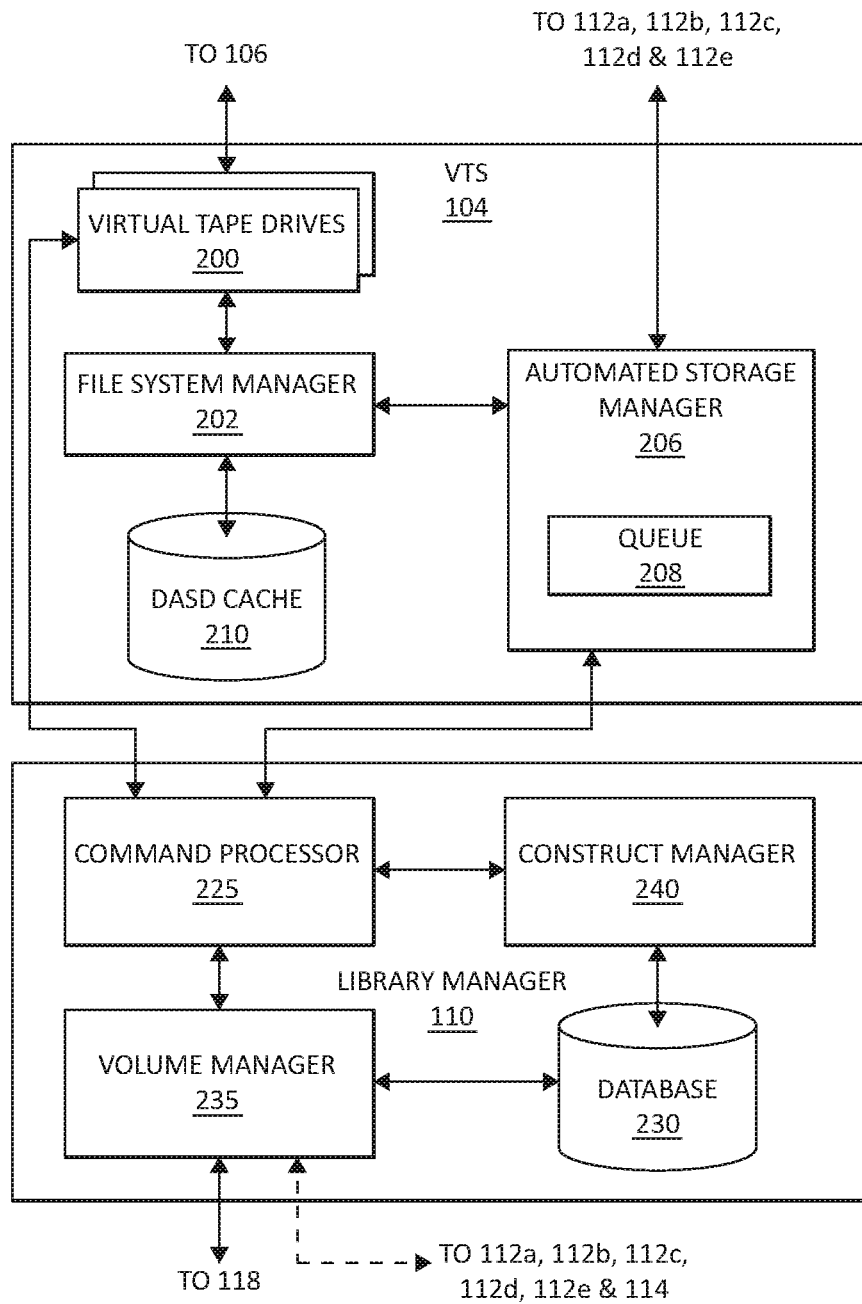 TO 106
TO 112a, 112b, 112c,
112d & 112e
VTS
104
VIRTUAL TAPE DRIVES
200
FILE SYSTEM MANAGER
202
AUTOMATED STORAGE
MANAGER
206
QUEUE
208
DASD CACHE
210
COMMAND PROCESSOR
225
CONSTRUCT MANAGER
240
LIBRARY MANAGER
110
VOLUME MANAGER
235
DATABASE
230
TO 118
TO 112a, 112b, 112c,
112d, 112e & 114